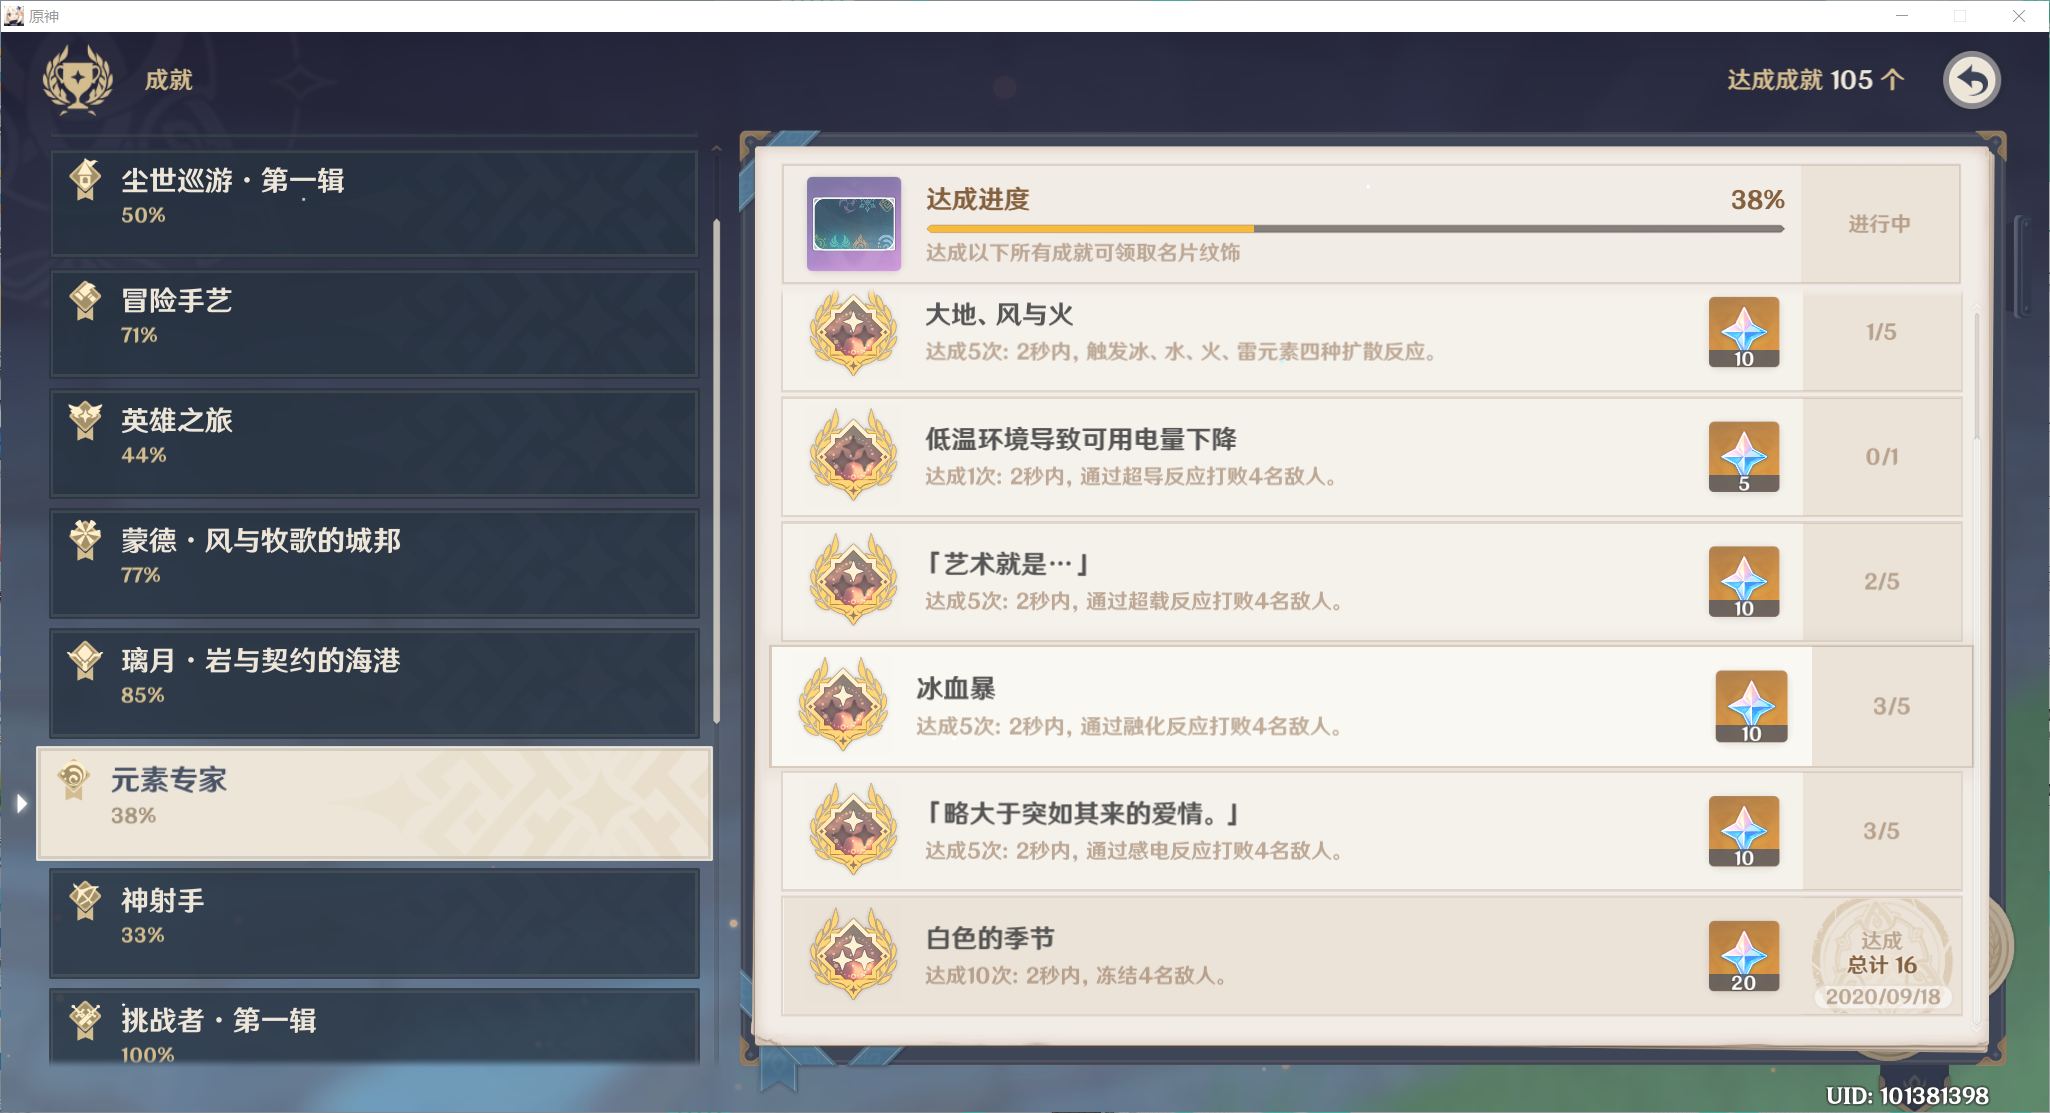 原神
成就
达成成就 105 个
尘世巡游·第一辑
50%
冒险手艺
71%
英雄之旅
44%
蒙德·风与牧歌的城邦
77%
璃月·岩与契约的海港
85%
元素专家
38%
神射手
33%
挑战者·第一辑
100%
达成进度
38%
达成以下所有成就可领取名片纹饰
进行中
大地、风与火
达成5次: 2秒内, 触发冰、水、火、雷元素四种扩散反应。
10
1/5
低温环境导致可用电量下降
达成1次: 2秒内, 通过超导反应打败4名敌人。
5
0/1
「艺术就是…」
达成5次: 2秒内, 通过超载反应打败4名敌人。
10
2/5
冰血暴
达成5次: 2秒内, 通过融化反应打败4名敌人。
10
3/5
「略大于突如其来的爱情。」
达成5次: 2秒内, 通过感电反应打败4名敌人。
10
3/5
白色的季节
达成10次: 2秒内, 冻结4名敌人。
20
达成
总计 16
2020/09/18
UID: 101381398